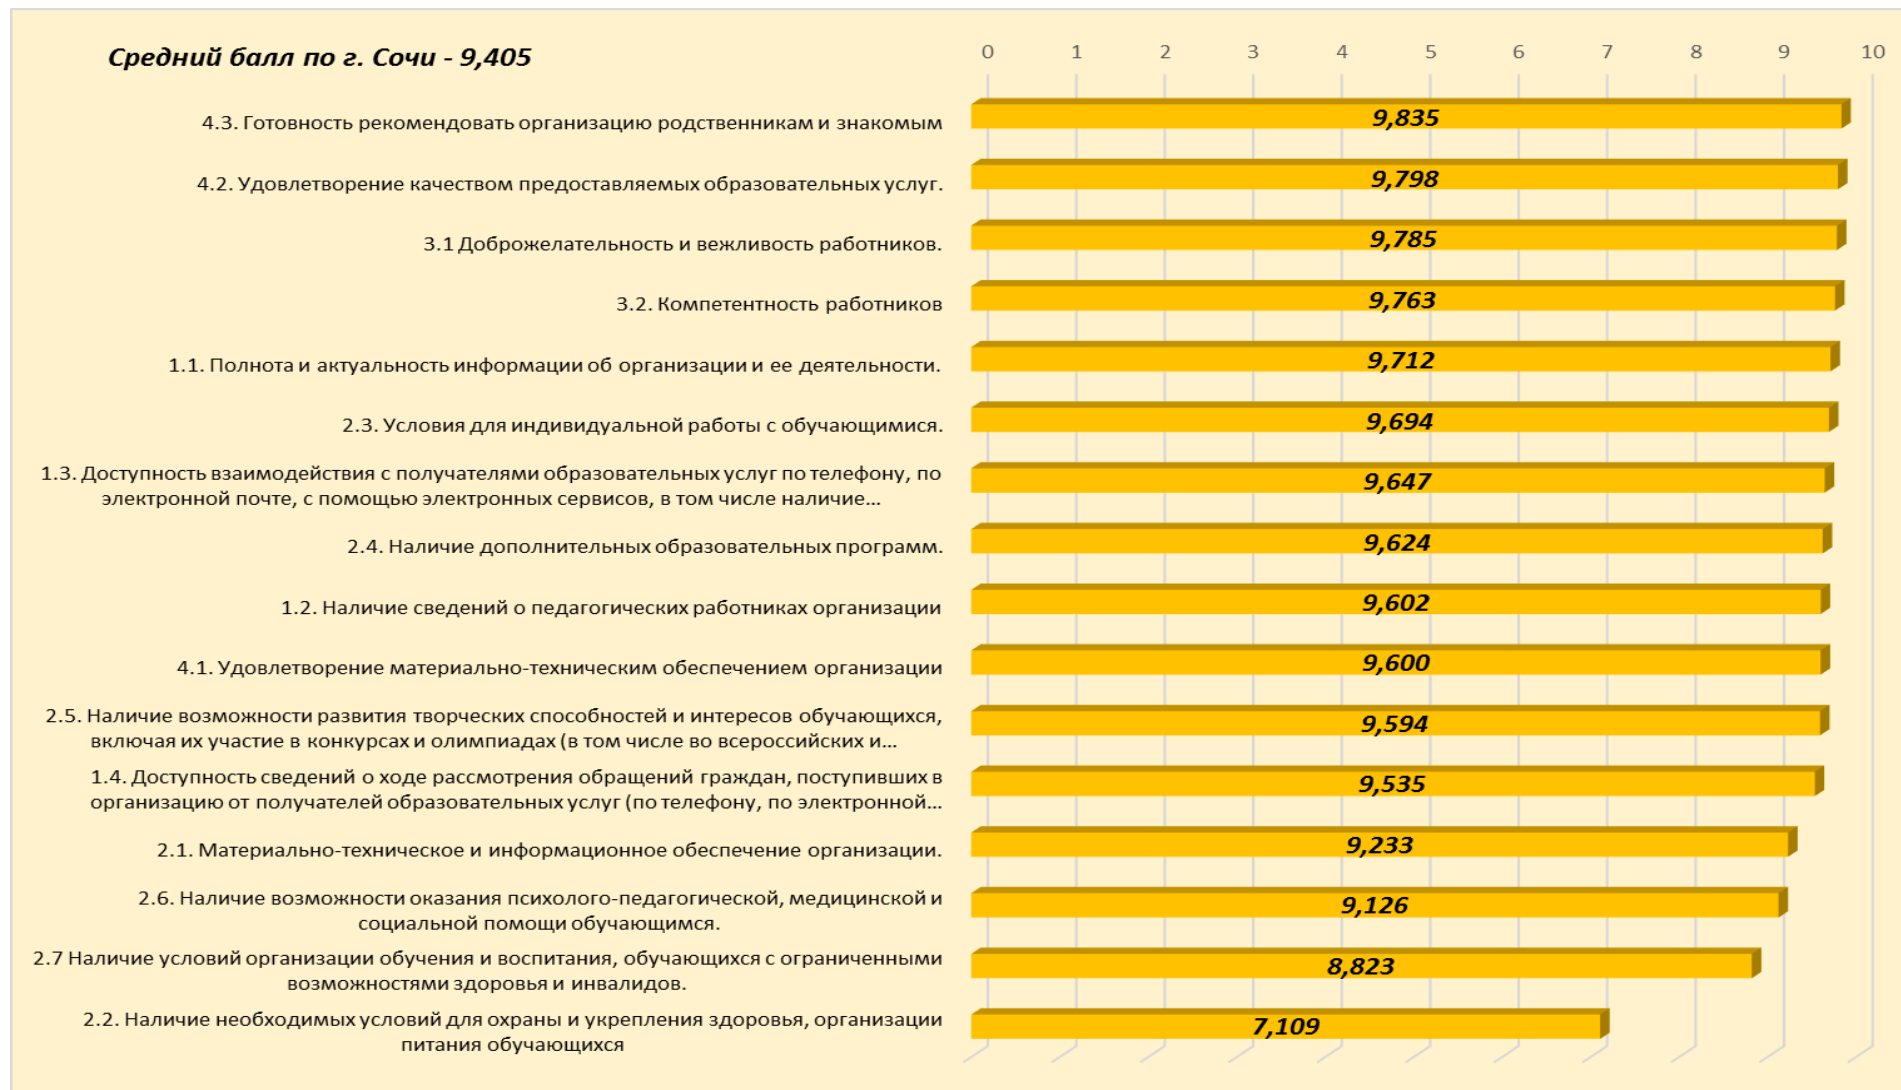 Средний балл по г. Сочи - 9,405
0 1 2 3 4 5 6 7 8 9 10
4.3. Готовность рекомендовать организацию родственникам и знакомым
9,835
4.2. Удовлетворение качеством предоставляемых образовательных услуг.
9,798
3.1 Доброжелательность и вежливость работников.
9,785
3.2. Компетентность работников
9,763
1.1. Полнота и актуальность информации об организации и ее деятельности.
9,712
2.3. Условия для индивидуальной работы с обучающимися.
9,694
1.3. Доступность взаимодействия с получателями образовательных услуг по телефону, по
электронной почте, с помощью электронных сервисов, в том числе наличие...
9,647
2.4. Наличие дополнительных образовательных программ.
9,624
1.2. Наличие сведений о педагогических работниках организации
9,602
4.1. Удовлетворение материально-техническим обеспечением организации
9,600
2.5. Наличие возможности развития творческих способностей и интересов обучающихся,
включая их участие в конкурсах и олимпиадах (в том числе во всероссийских и...
9,594
1.4. Доступность сведений о ходе рассмотрения обращений граждан, поступивших в
организацию от получателей образовательных услуг (по телефону, по электронной...
9,535
2.1. Материально-техническое и информационное обеспечение организации.
9,233
2.6. Наличие возможности оказания психолого-педагогической, медицинской и
социальной помощи обучающимся.
9,126
2.7 Наличие условий организации обучения и воспитания, обучающихся с ограниченными
возможностями здоровья и инвалидов.
8,823
2.2. Наличие необходимых условий для охраны и укрепления здоровья, организации
питания обучающихся
7,109